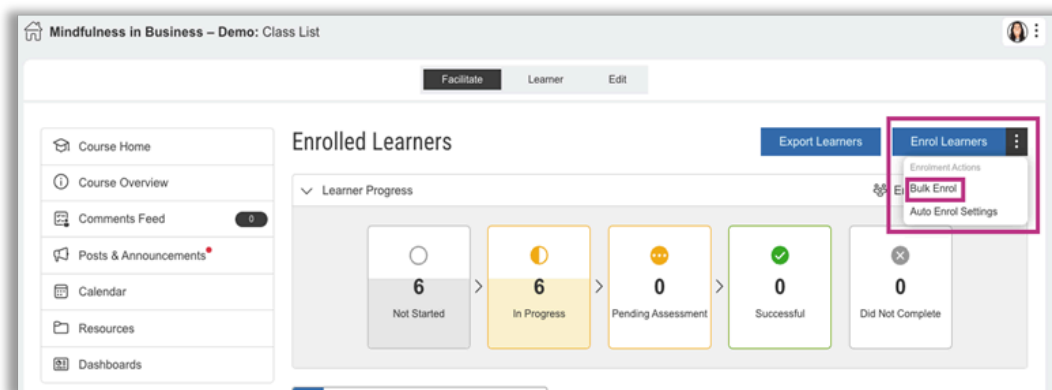 Mindfulness in Business – Demo: Class List
Facilitate Learner Edit
Course Home
Course Overview
Comments Feed 0
Posts & Announcements
Calendar
Resources
Dashboards
Enrolled Learners
Export Learners
Enrol Learners
Enrolment Actions
Bulk Enrol
Auto Enrol Settings
Learner Progress
6
Not Started
6
In Progress
0
Pending Assessment
0
Successful
0
Did Not Complete